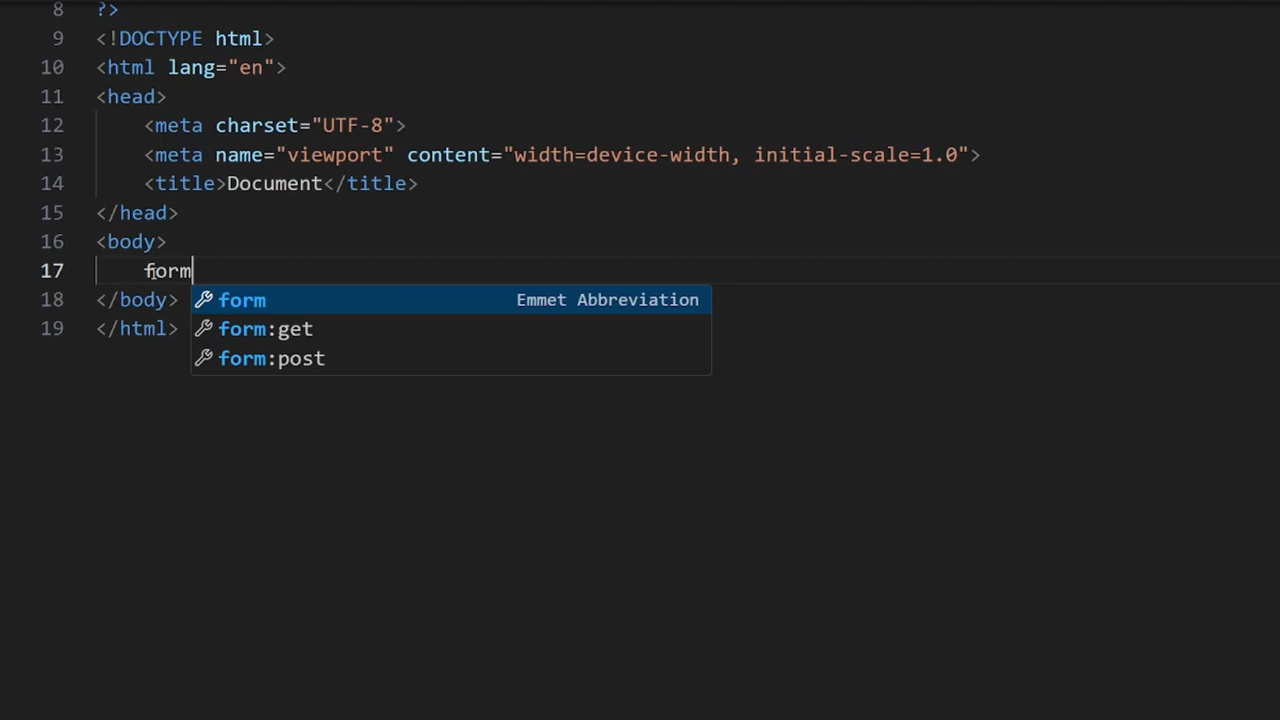 8 ?>
9 <!DOCTYPE html>
10 <html lang="en">
11 <head>
12 <meta charset="UTF-8">
13 <meta name="viewport" content="width=device-width, initial-scale=1.0">
14 <title>Document</title>
15 </head>
16 <body>
17 form
18 </body> form Emmet Abbreviation
19 </html> form:get
form:post